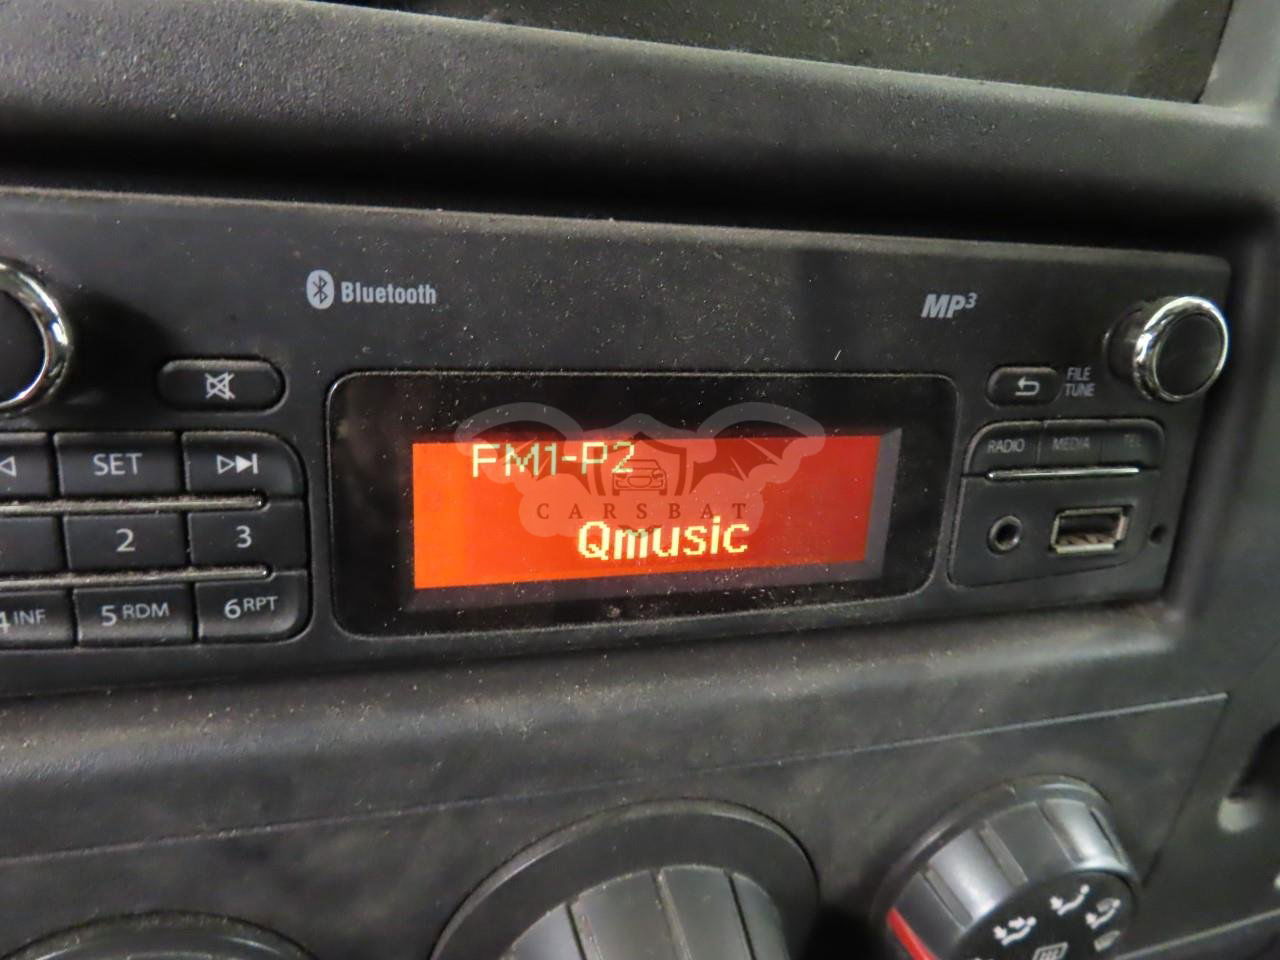 Bluetooth
MP3
FILE
TUNE
SET
RADIO MEDIA TEL
FM1-P2
CARSBAT
Qmusic
2
3
4 INF
5 RDM
6 RPT